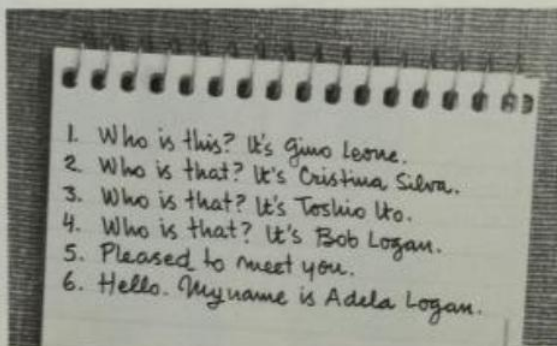 1. Who is this? It's Gino Leone.
2. Who is that? It's Cristina Silva.
3. Who is that? It's Toshio Ito.
4. Who is that? It's Bob Logan.
5. Pleased to meet you.
6. Hello. My name is Adela Logan.